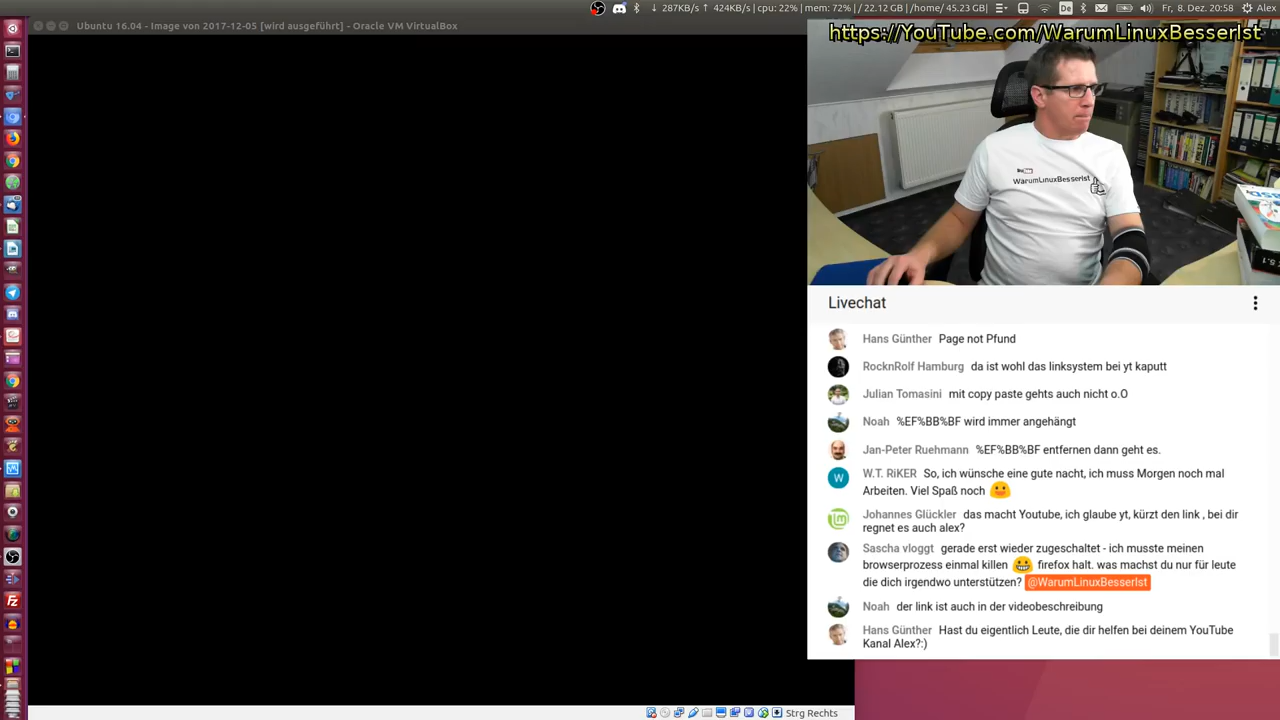 ↓ 287KB/s ↑ 424KB/s | cpu: 22% | mem: 72% | / 22.12 GB | /home/ 45.23 GB De Fr, 8. Dez, 20:58 Alex
Ubuntu 16.04 - Image von 2017-12-05 [wird ausgeführt] - Oracle VM VirtualBox
https://YouTube.com/WarumLinuxBesserIst
WarumLinuxBesserIst
Livechat
Hans Günther Page not Pfund
RocknRolf Hamburg da ist wohl das linksystem bei yt kaputt
Julian Tomasini mit copy paste gehts auch nicht o.O
Noah %EF%BB%BF wird immer angehängt
Jan-Peter Ruehmann %EF%BB%BF entfernen dann geht es.
W.T. RiKER So, ich wünsche eine gute nacht, ich muss Morgen noch mal
Arbeiten. Viel Spaß noch
Johannes Glückler das macht Youtube, ich glaube yt, kürzt den link , bei dir
regnet es auch alex?
Sascha vloggt gerade erst wieder zugeschaltet - ich musste meinen
browserprozess einmal killen firefox halt. was machst du nur für leute
die dich irgendwo unterstützen? @WarumLinuxBesserIst
Noah der link ist auch in der videobeschreibung
Hans Günther Hast du eigentlich Leute, die dir helfen bei deinem YouTube
Kanal Alex?:)
Strg Rechts